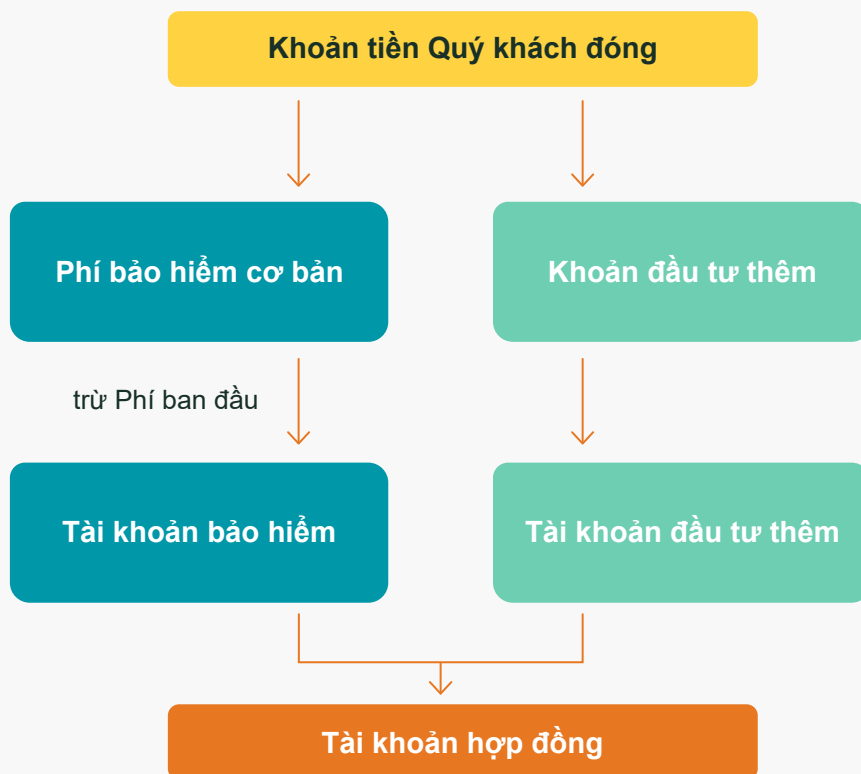 Khoản tiền Quý khách đóng
Phí bảo hiểm cơ bản
Khoản đầu tư thêm
trừ Phí ban đầu
Tài khoản bảo hiểm
Tài khoản đầu tư thêm
Tài khoản hợp đồng